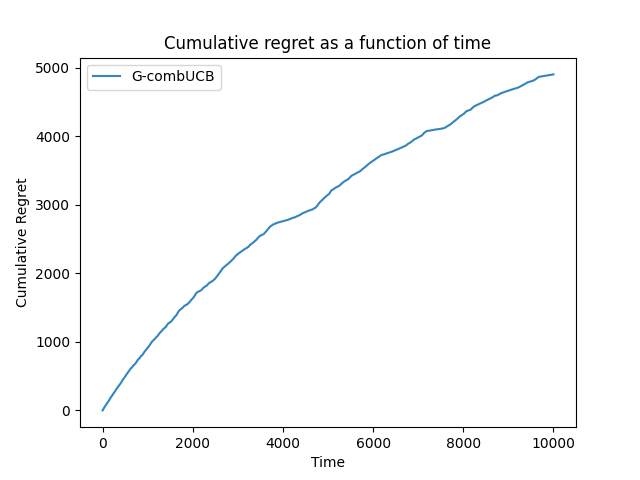 Cumulative regret as a function of time
G-combUCB
5000
4000
3000
2000
1000
0
Cumulative Regret
0 2000 4000 6000 8000 10000
Time